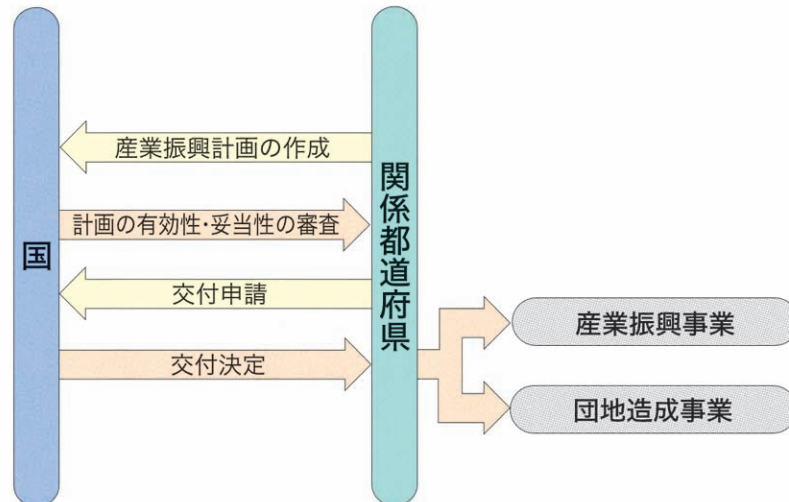 国
関係都道府県
産業振興計画の作成
計画の有効性・妥当性の審査
交付申請
交付決定
産業振興事業
団地造成事業